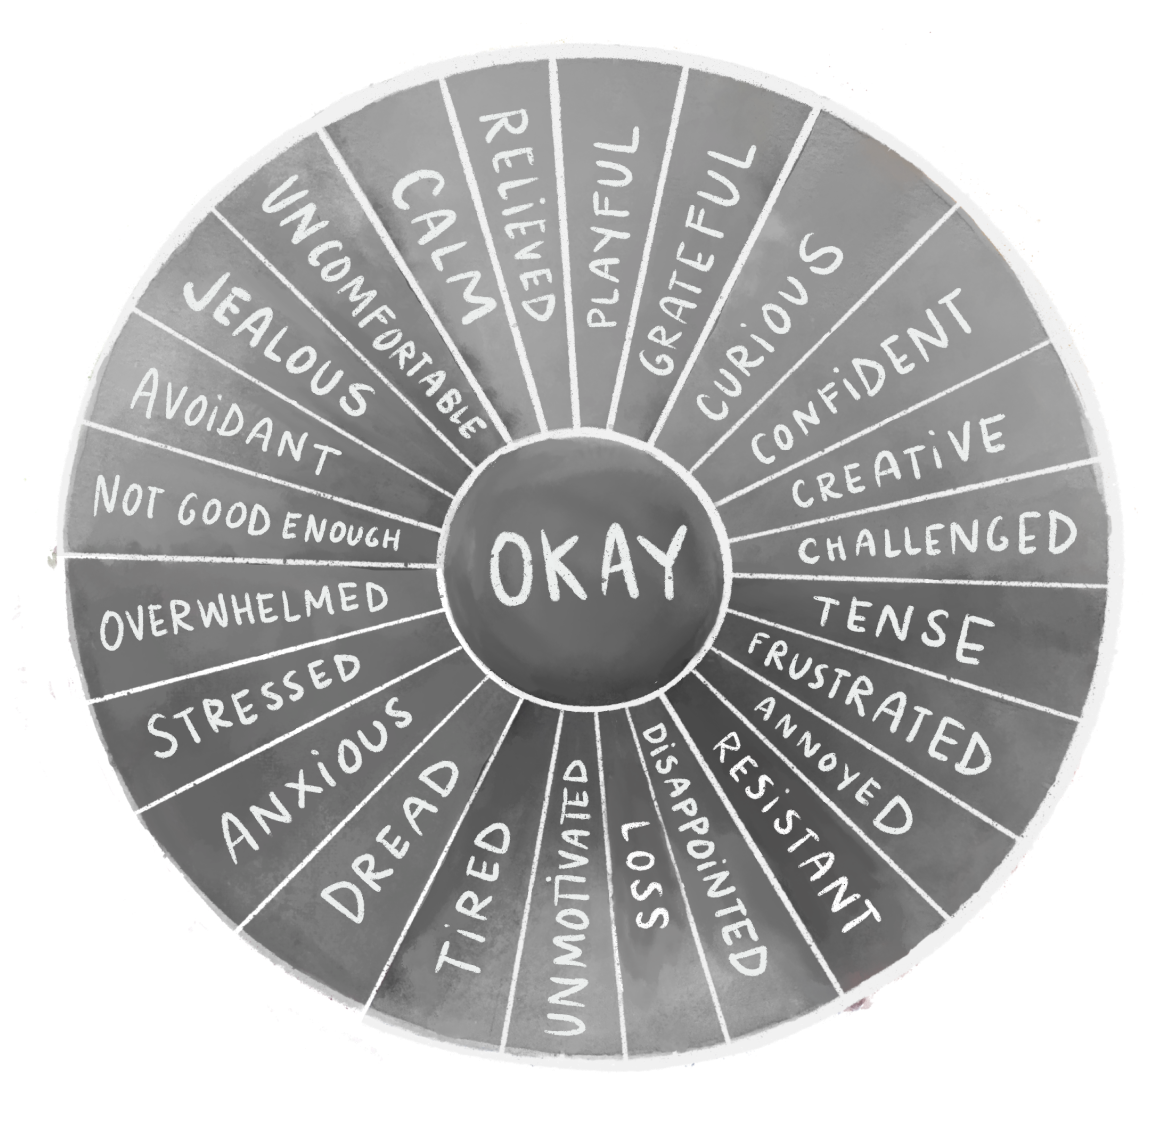 OKAY
RELiEVED
PLAYFUL
GRATEFUL
CURiOUS
CONFiDENT
CREATiVE
CHALLENGED
TENSE
FRUSTRATED
ANNOYED
RESiSTANT
DiSAPPOiNTED
LOSS
UNMOTiVATED
TiRED
DREAD
ANXiOUS
STRESSED
OVERWHELMED
NOT GOOD ENOUGH
AVOiDANT
JEALOUS
UNCOMFORTABLE
CALM